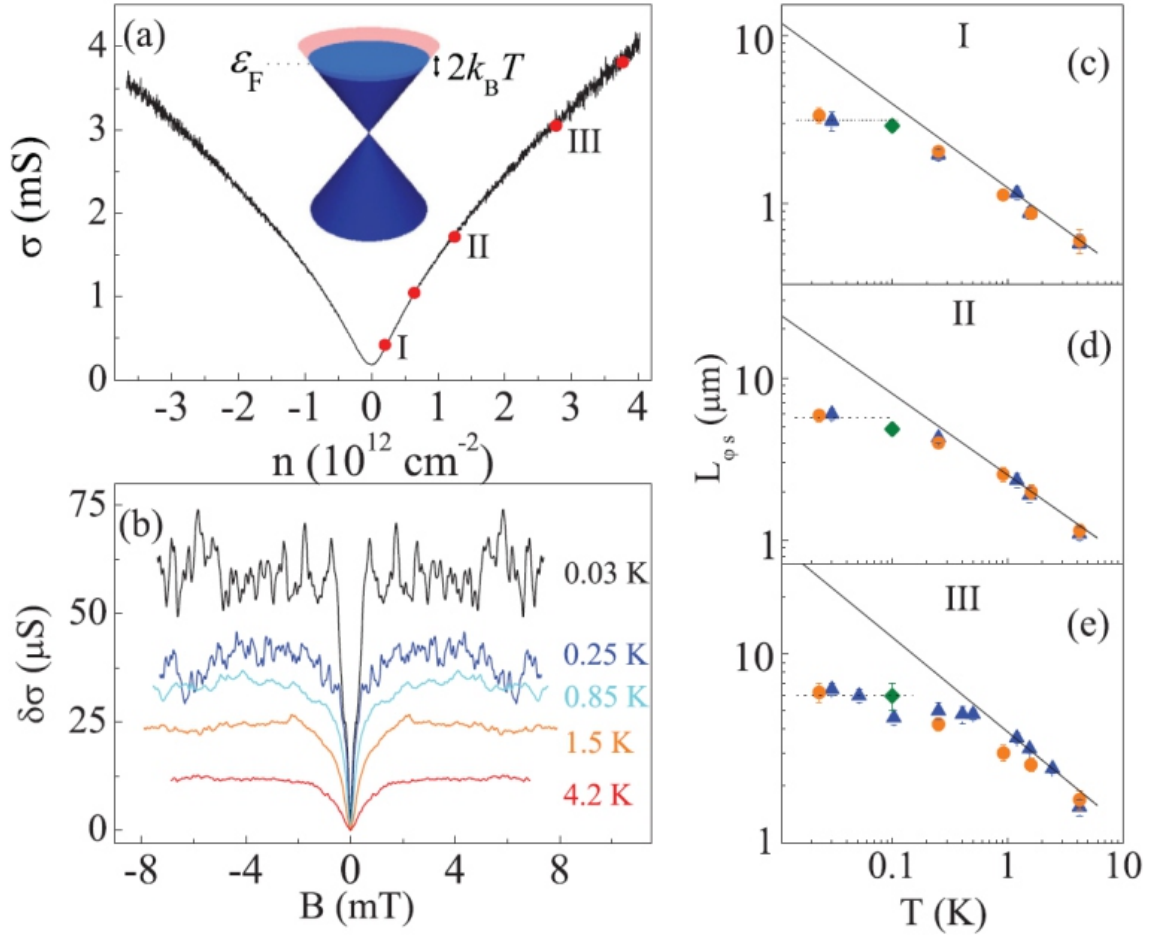 (a)
4
3
2
1
0
σ (mS)
ε_F
2k_BT
III
II
I
-3 -2 -1 0 1 2 3 4
n (10^12 cm^-2)
(b)
75
50
25
0
δσ (μS)
0.03 K
0.25 K
0.85 K
1.5 K
4.2 K
-8 -4 0 4 8
B (mT)
I
(c)
10
1
II
(d)
10
1
L_φs (μm)
III
(e)
10
1
0.1 1 10
T (K)